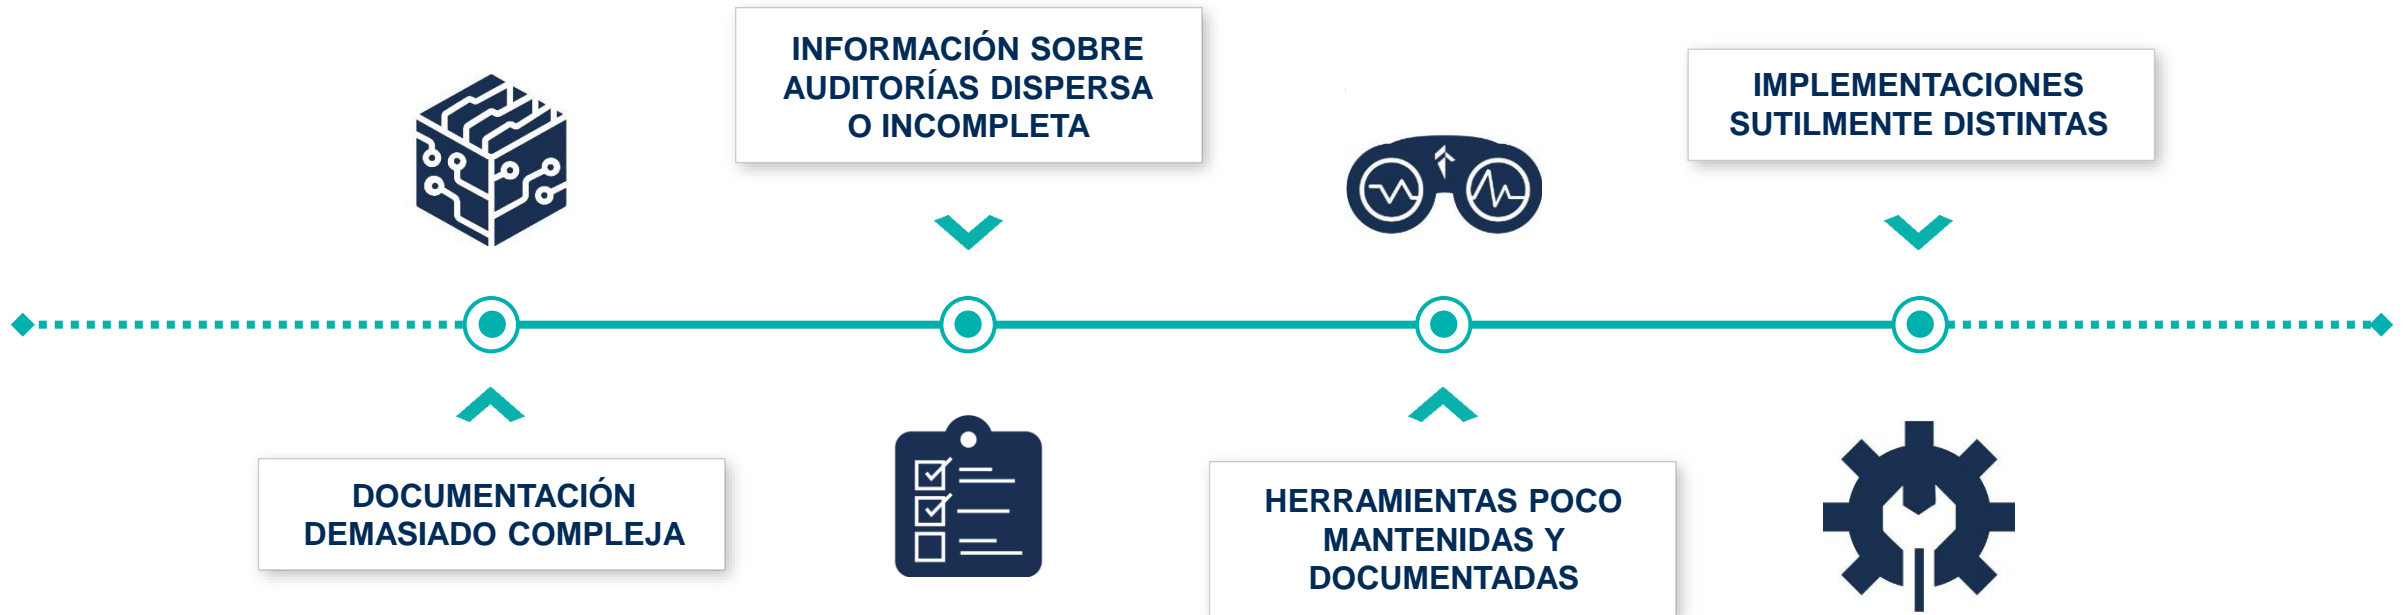 INFORMACIÓN SOBRE
AUDITORÍAS DISPERSA
O INCOMPLETA
IMPLEMENTACIONES
SUTILMENTE DISTINTAS
DOCUMENTACIÓN
DEMASIADO COMPLEJA
HERRAMIENTAS POCO
MANTENIDAS Y
DOCUMENTADAS